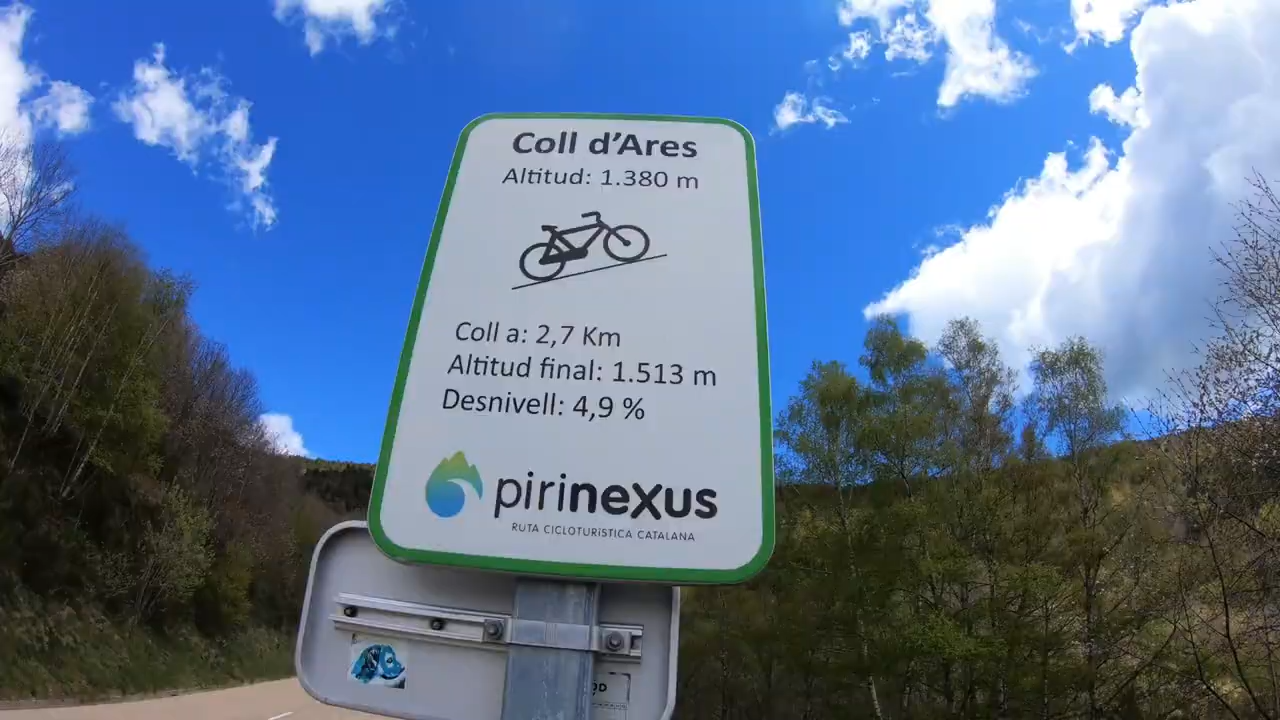 Coll d'Ares
Altitud: 1.380 m
Coll a: 2,7 Km
Altitud final: 1.513 m
Desnivell: 4,9 %
pirineXus
RUTA CICLOTURÍSTICA CATALANA